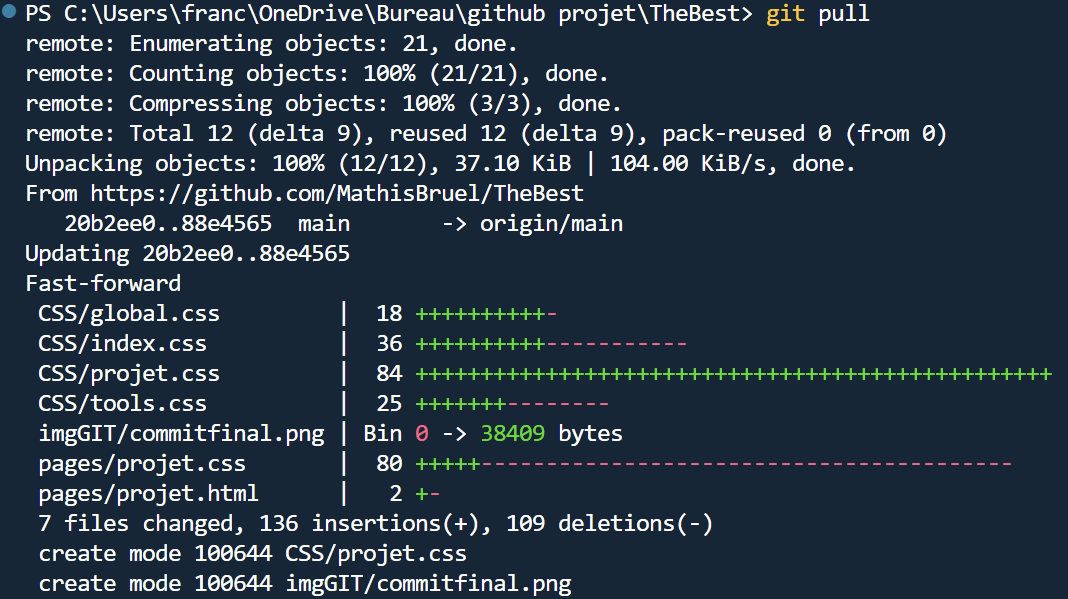 PS C:\Users\franc\OneDrive\Bureau\github projet\TheBest> git pull
remote: Enumerating objects: 21, done.
remote: Counting objects: 100% (21/21), done.
remote: Compressing objects: 100% (3/3), done.
remote: Total 12 (delta 9), reused 12 (delta 9), pack-reused 0 (from 0)
Unpacking objects: 100% (12/12), 37.10 KiB | 104.00 KiB/s, done.
From https://github.com/MathisBruel/TheBest
   20b2ee0..88e4565  main       -> origin/main
Updating 20b2ee0..88e4565
Fast-forward
 CSS/global.css         |  18 ++++++++++-
 CSS/index.css          |  36 ++++++++++-----------
 CSS/projet.css         |  84 +++++++++++++++++++++++++++++++++++++++++++++++++
 CSS/tools.css          |  25 +++++++--------
 imgGIT/commitfinal.png | Bin 0 -> 38409 bytes
 pages/projet.css       |  80 +++++-----------------------------------------
 pages/projet.html      |   2 +-
 7 files changed, 136 insertions(+), 109 deletions(-)
 create mode 100644 CSS/projet.css
 create mode 100644 imgGIT/commitfinal.png